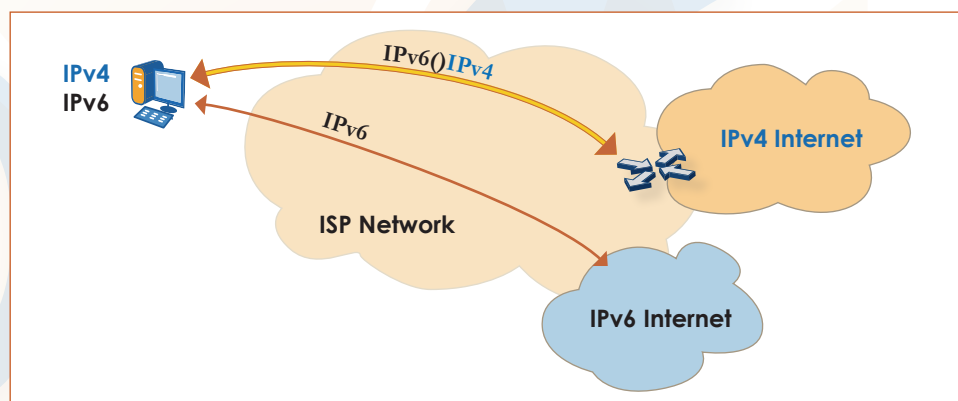 IPv6()IPv4
IPv4
IPv6
IPv6
IPv4 Internet
ISP Network
IPv6 Internet